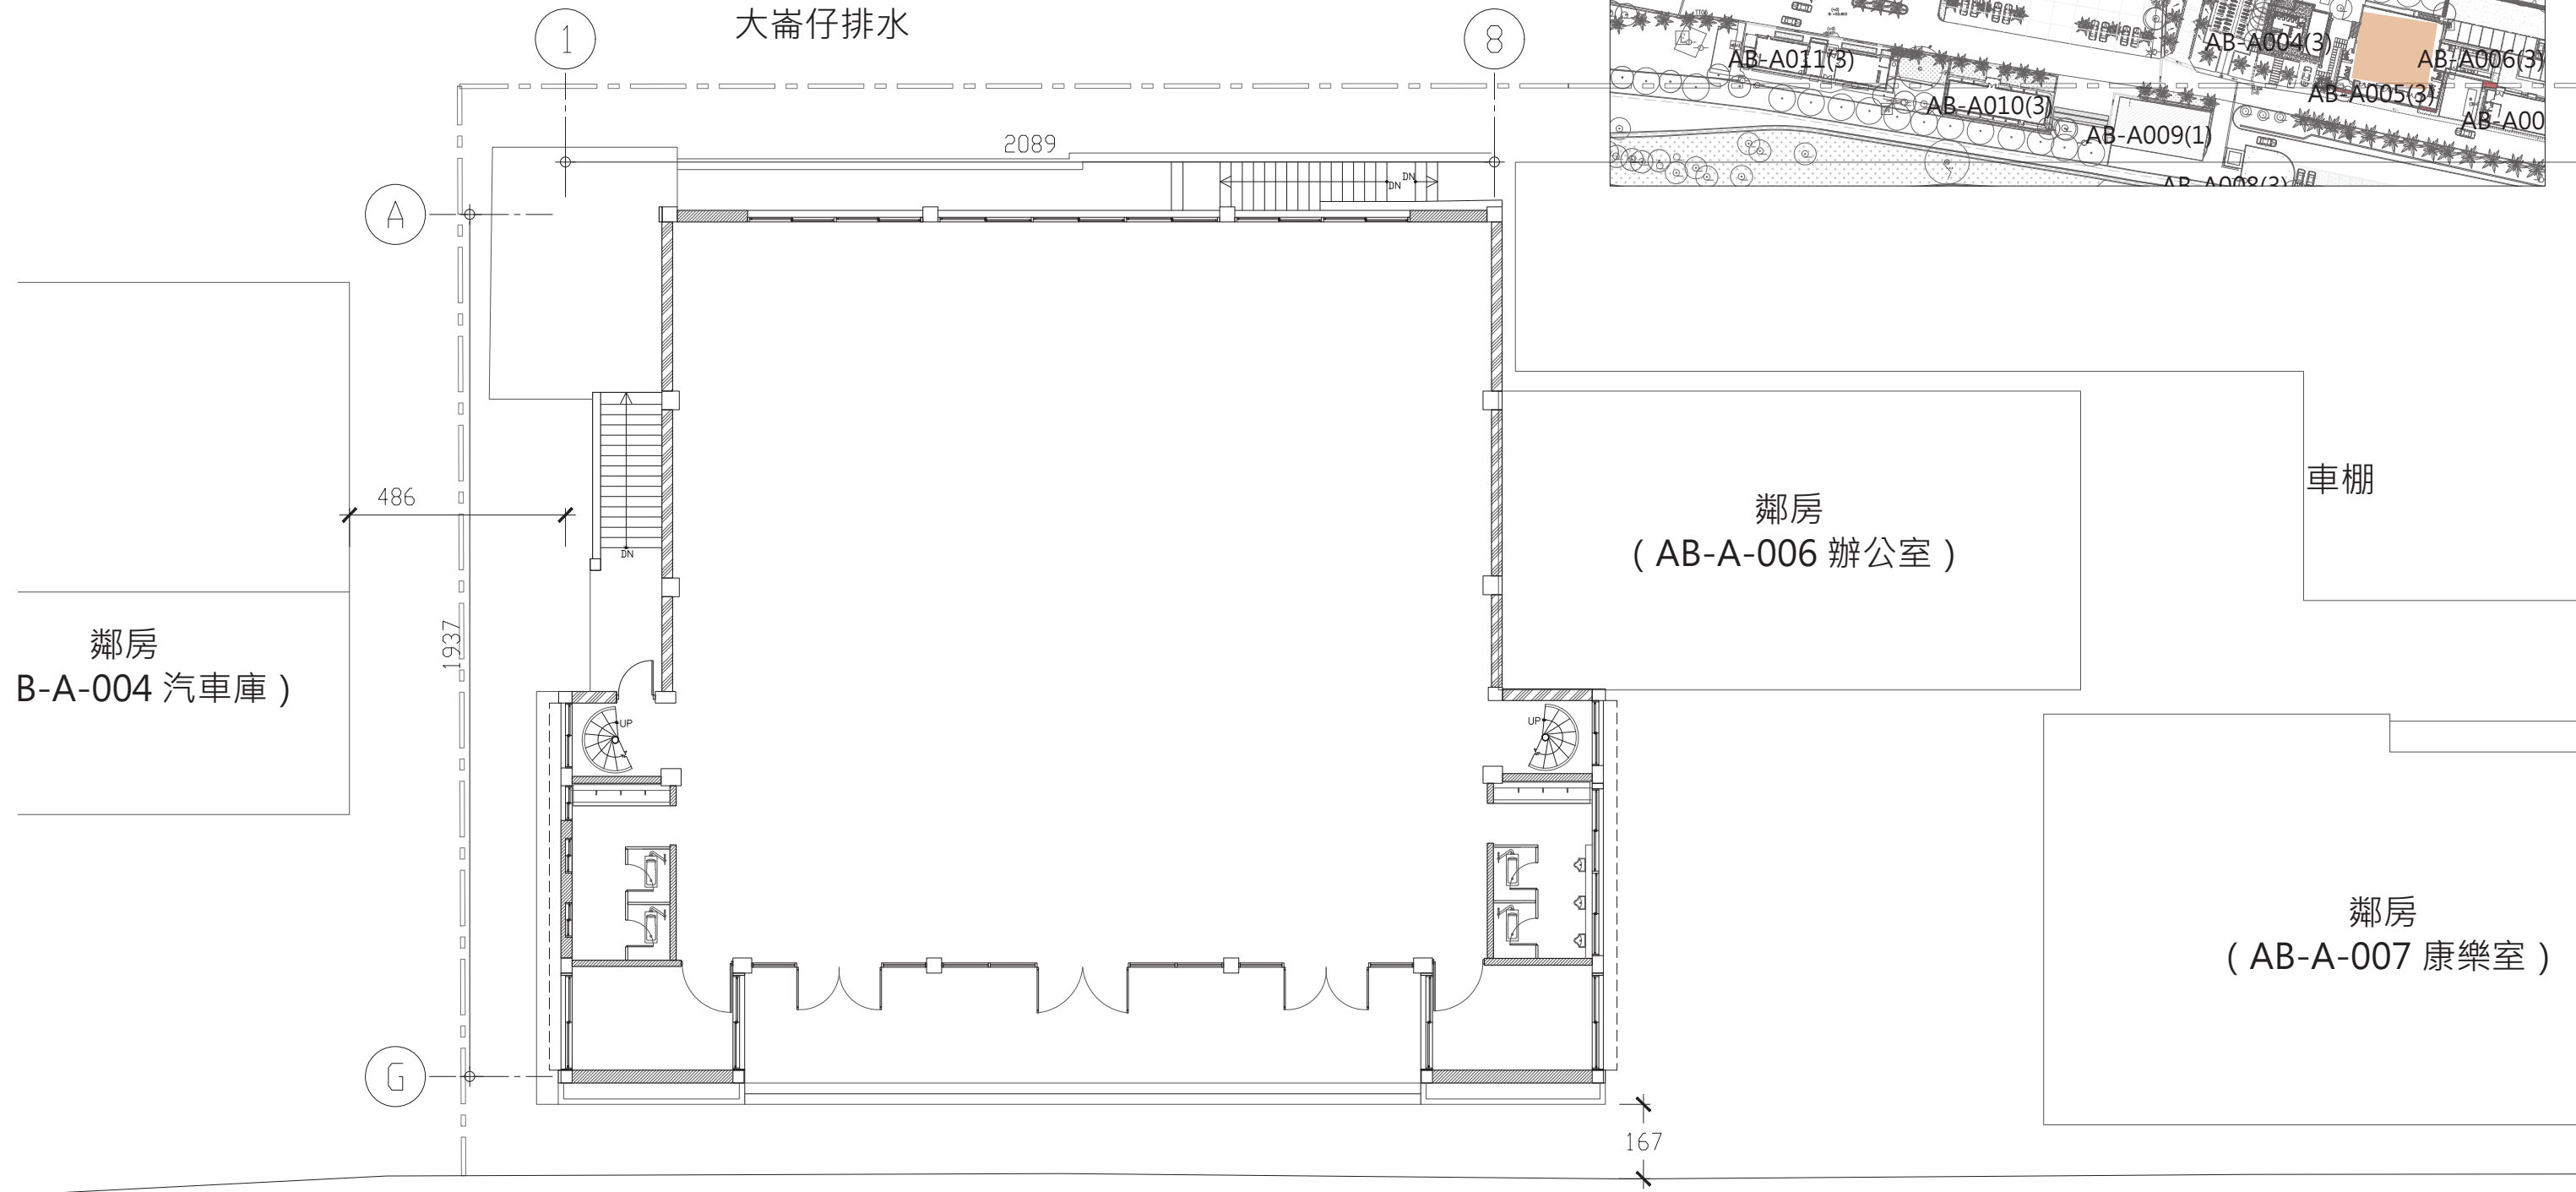 1
大崙仔排水
8
AB-A011(3)
AB-A010(3)
AB-A009(1)
AB-A008(3)
AB-A004(3)
AB-A006(3)
AB-A005(3)
AB-A00
2089
DN
DN
A
486
DN
1937
鄰房
B-A-004 汽車庫 )
鄰房
( AB-A-006 辦公室 )
車棚
UP
UP
鄰房
( AB-A-007 康樂室 )
G
167